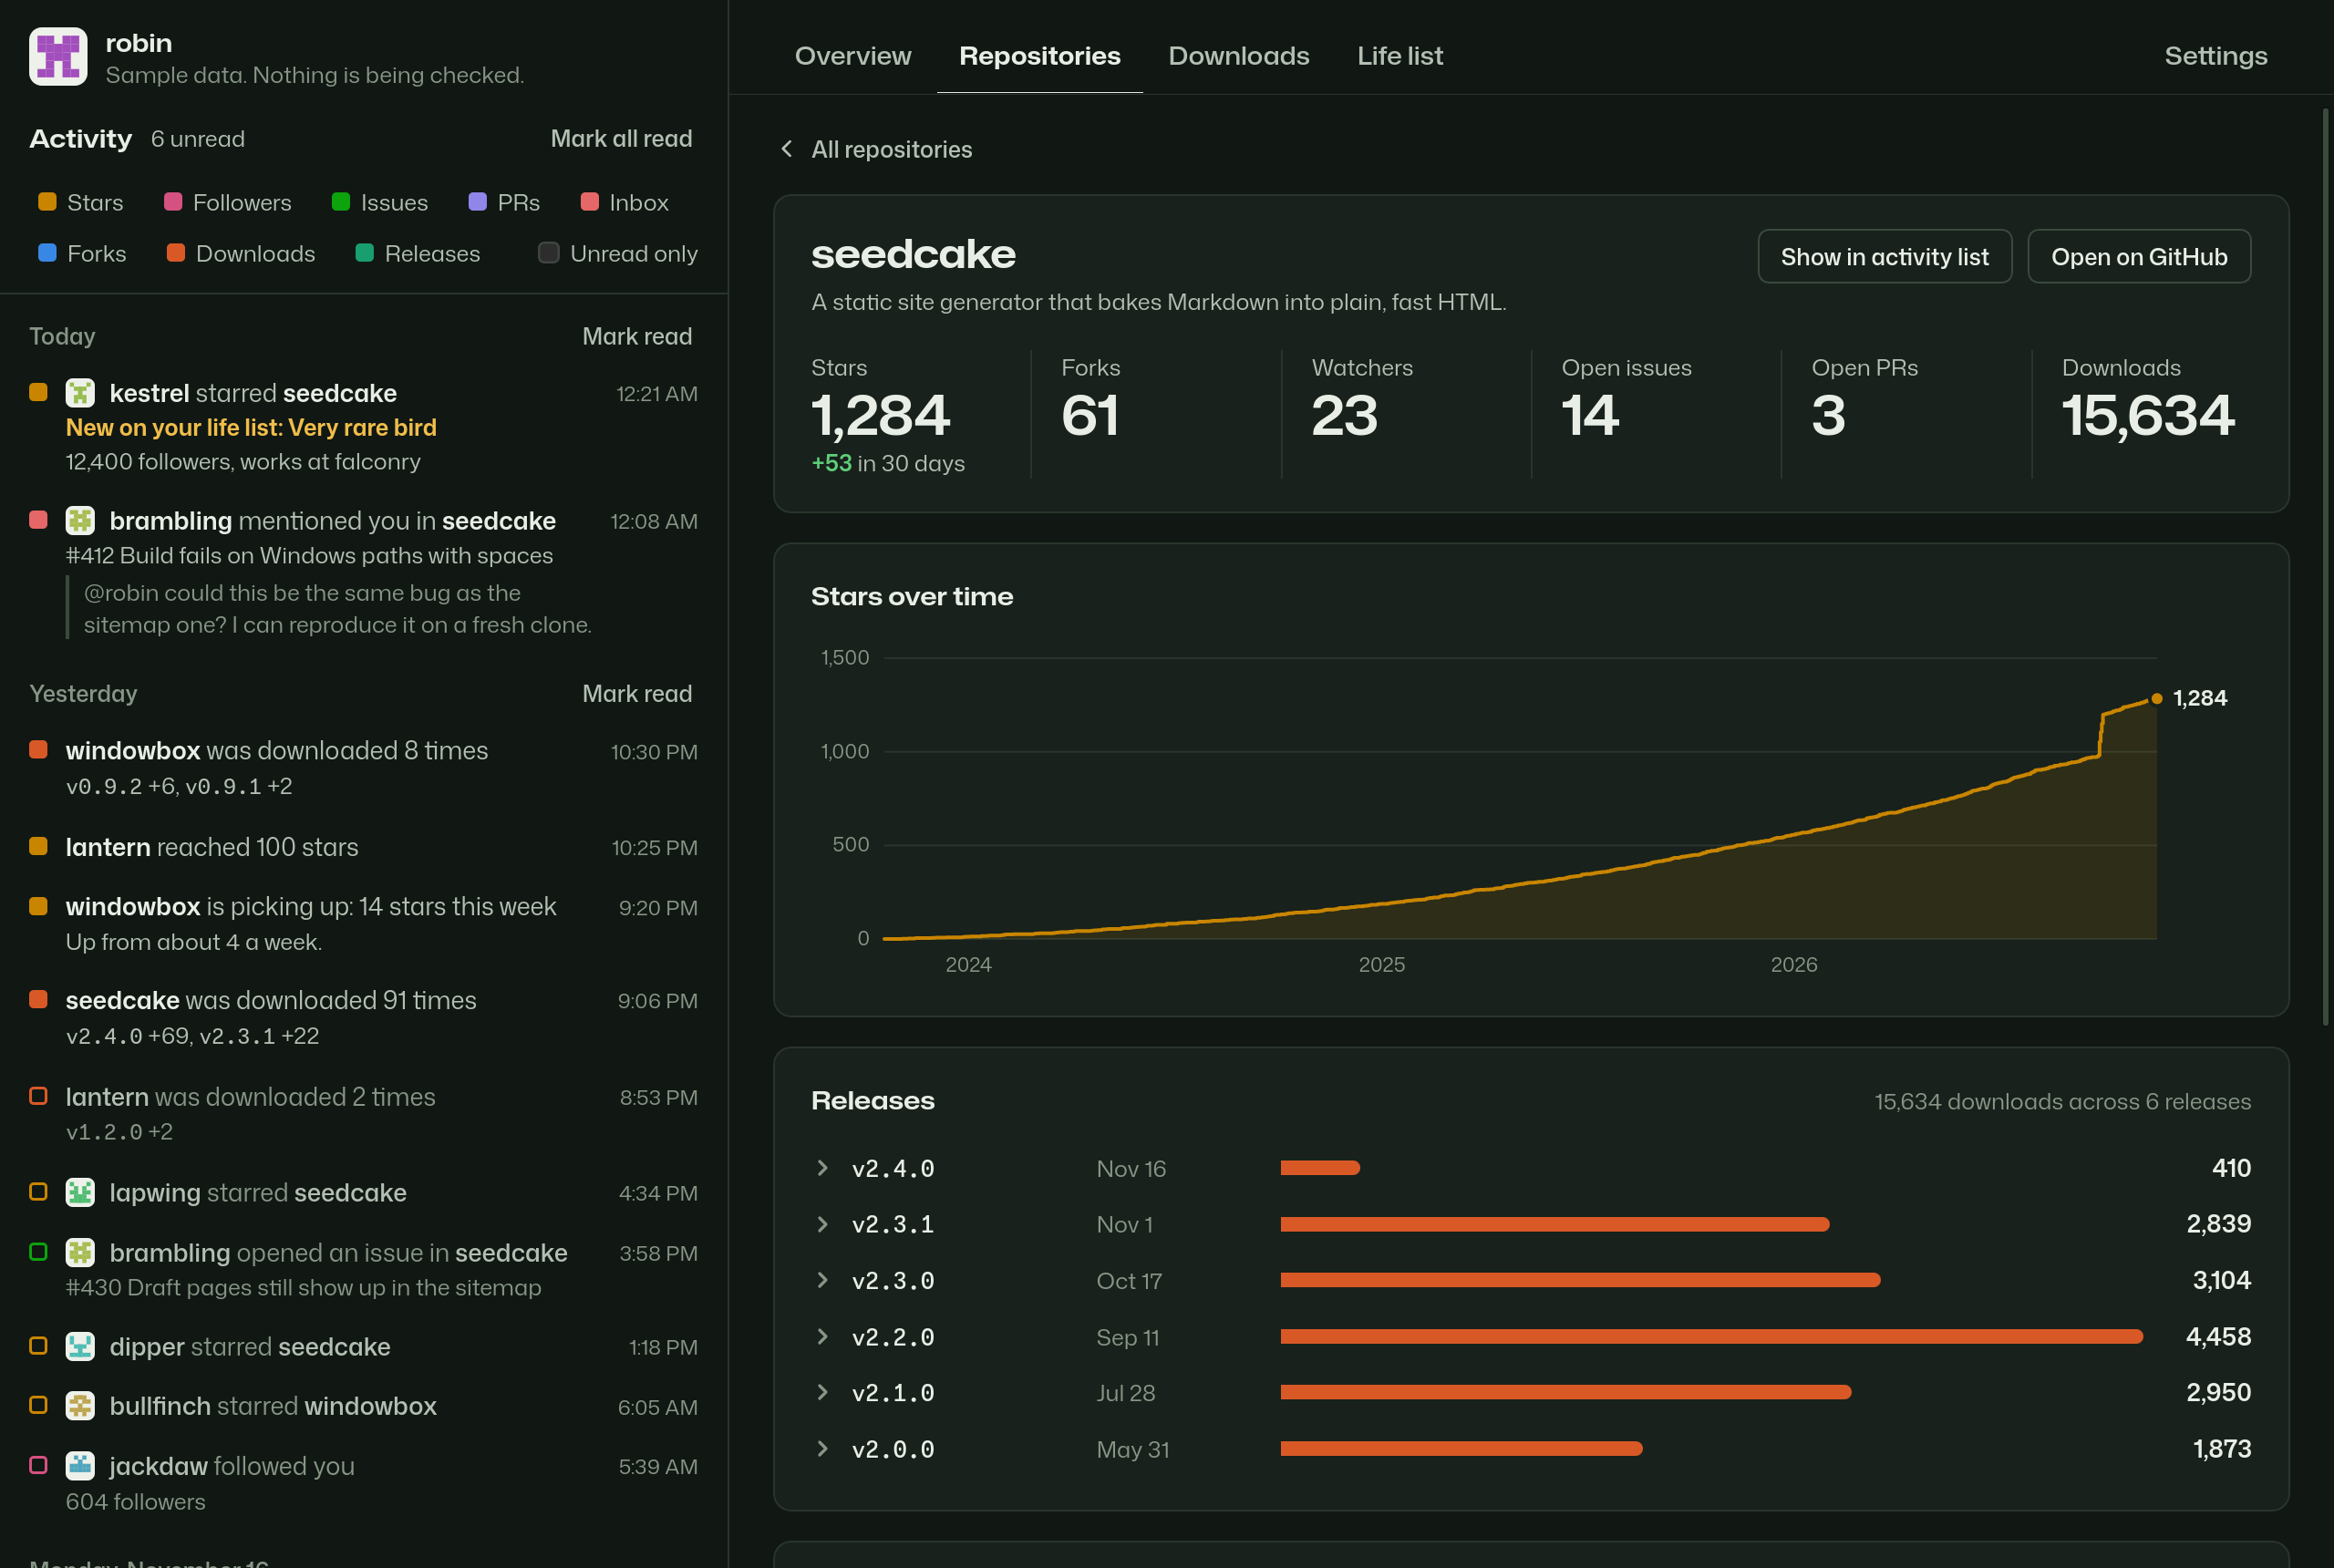 robin
Sample data. Nothing is being checked.
Activity 6 unread Mark all read
Stars Followers Issues PRs Inbox
Forks Downloads Releases Unread only
Today Mark read
kestrel starred seedcake 12:21 AM
New on your life list: Very rare bird
12,400 followers, works at falconry
brambling mentioned you in seedcake 12:08 AM
#412 Build fails on Windows paths with spaces
@robin could this be the same bug as the
sitemap one? I can reproduce it on a fresh clone.
Yesterday Mark read
windowbox was downloaded 8 times 10:30 PM
v0.9.2 +6, v0.9.1 +2
lantern reached 100 stars 10:25 PM
windowbox is picking up: 14 stars this week 9:20 PM
Up from about 4 a week.
seedcake was downloaded 91 times 9:06 PM
v2.4.0 +69, v2.3.1 +22
lantern was downloaded 2 times 8:53 PM
v1.2.0 +2
lapwing starred seedcake 4:34 PM
brambling opened an issue in seedcake 3:58 PM
#430 Draft pages still show up in the sitemap
dipper starred seedcake 1:18 PM
bullfinch starred windowbox 6:05 AM
jackdaw followed you 5:39 AM
604 followers
Monday, November 16
Overview Repositories Downloads Life list Settings
All repositories
seedcake
Show in activity list Open on GitHub
A static site generator that bakes Markdown into plain, fast HTML.
Stars Forks Watchers Open issues Open PRs Downloads
1,284 61 23 14 3 15,634
+53 in 30 days
Stars over time
1,500
1,284
1,000
500
0
2024 2025 2026
Releases 15,634 downloads across 6 releases
v2.4.0 Nov 16 410
v2.3.1 Nov 1 2,839
v2.3.0 Oct 17 3,104
v2.2.0 Sep 11 4,458
v2.1.0 Jul 28 2,950
v2.0.0 May 31 1,873